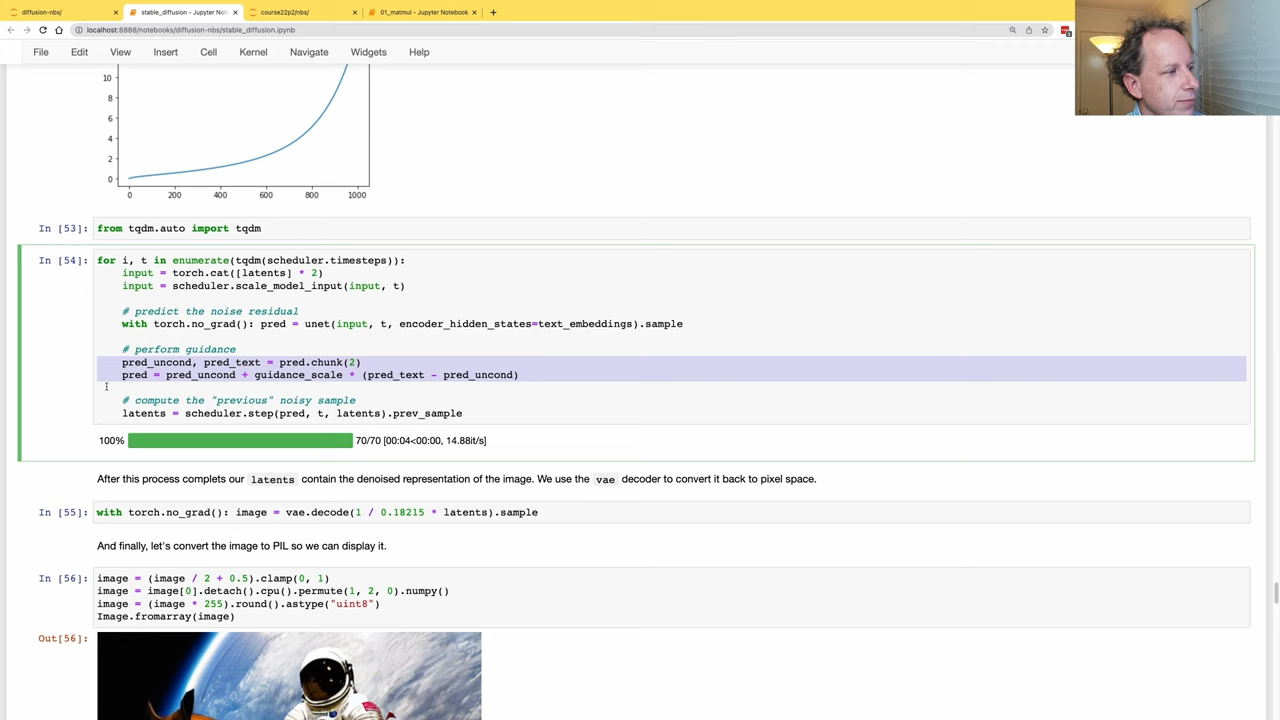 diffusion-nbs/
stable_diffusion - Jupyter Note
course22p2/nbs/
01_matmul - Jupyter Notebook
localhost:8888/notebooks/diffusion-nbs/stable_diffusion.ipynb
File Edit View Insert Cell Kernel Navigate Widgets Help
10
8
6
4
2
0
0 200 400 600 800 1000
In [53]: from tqdm.auto import tqdm
In [54]: for i, t in enumerate(tqdm(scheduler.timesteps)):
input = torch.cat([latents] * 2)
input = scheduler.scale_model_input(input, t)
# predict the noise residual
with torch.no_grad(): pred = unet(input, t, encoder_hidden_states=text_embeddings).sample
# perform guidance
pred_uncond, pred_text = pred.chunk(2)
pred = pred_uncond + guidance_scale * (pred_text - pred_uncond)
# compute the "previous" noisy sample
latents = scheduler.step(pred, t, latents).prev_sample
100% 70/70 [00:04<00:00, 14.88it/s]
After this process completes our latents contain the denoised representation of the image. We use the vae decoder to convert it back to pixel space.
In [55]: with torch.no_grad(): image = vae.decode(1 / 0.18215 * latents).sample
And finally, let's convert the image to PIL so we can display it.
In [56]: image = (image / 2 + 0.5).clamp(0, 1)
image = image[0].detach().cpu().permute(1, 2, 0).numpy()
image = (image * 255).round().astype("uint8")
Image.fromarray(image)
Out[56]: